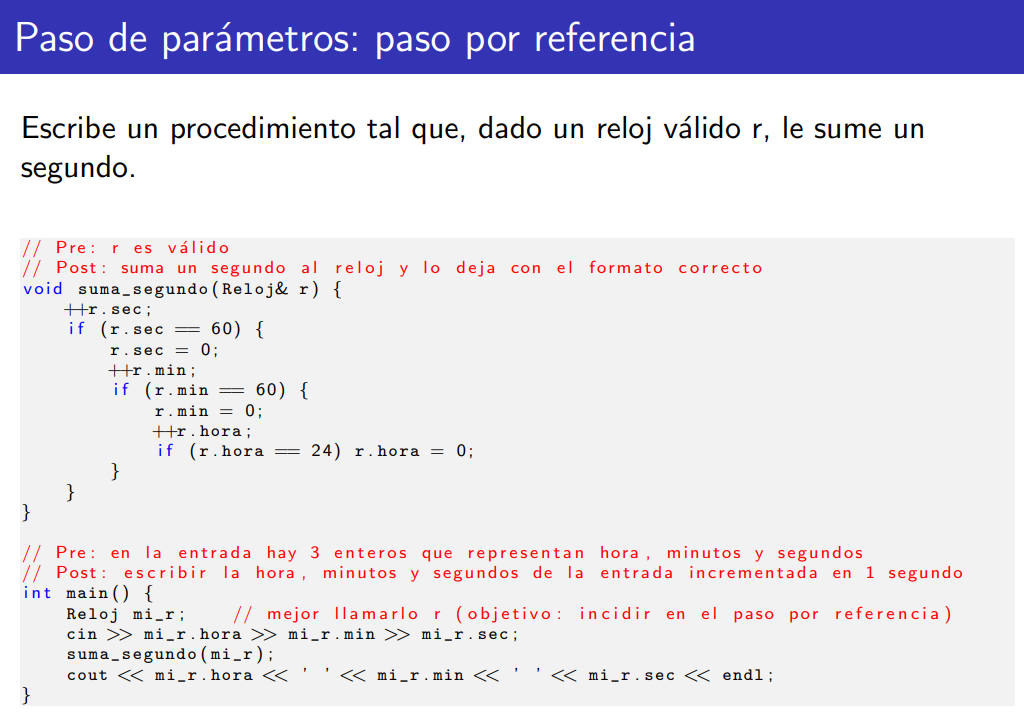 Paso de parámetros: paso por referencia
Escribe un procedimiento tal que, dado un reloj válido r, le sume un
segundo.
// Pre: r es válido
// Post: suma un segundo al reloj y lo deja con el formato correcto
void suma_segundo(Reloj& r) {
    ++r.sec;
    if (r.sec == 60) {
        r.sec = 0;
        ++r.min;
        if (r.min == 60) {
            r.min = 0;
            ++r.hora;
            if (r.hora == 24) r.hora = 0;
        }
    }
}
// Pre: en la entrada hay 3 enteros que representan hora, minutos y segundos
// Post: escribir la hora, minutos y segundos de la entrada incrementada en 1 segundo
int main() {
    Reloj mi_r;    // mejor llamarlo r (objetivo: incidir en el paso por referencia)
    cin >> mi_r.hora >> mi_r.min >> mi_r.sec;
    suma_segundo(mi_r);
    cout << mi_r.hora << ' ' << mi_r.min << ' ' << mi_r.sec << endl;
}